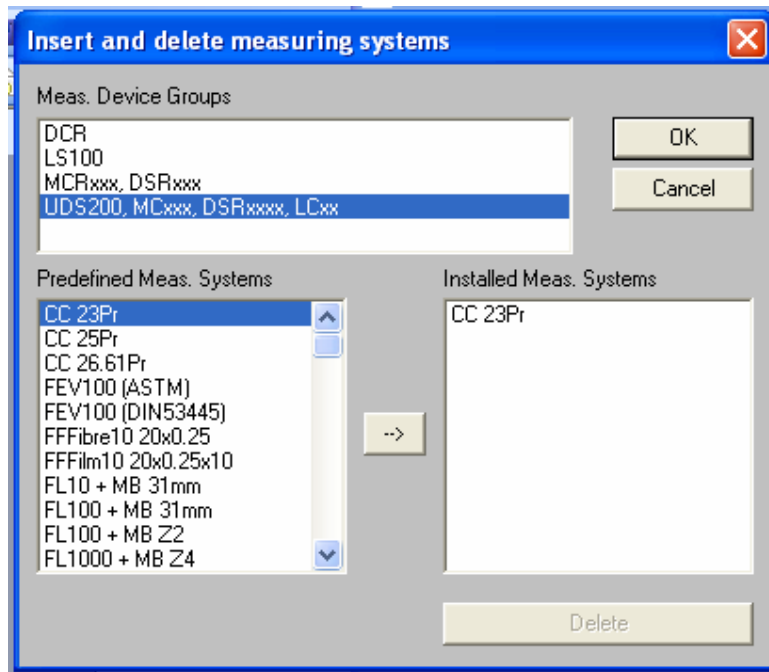 Insert and delete measuring systems
Meas. Device Groups
DCR
LS100
MCRxxx, DSRxxx
UDS200, MCxxx, DSRxxxx, LCxx
OK
Cancel
Predefined Meas. Systems
CC 23Pr
CC 25Pr
CC 26.61Pr
FEV100 (ASTM)
FEV100 (DIN53445)
FFFibre10 20x0.25
FFFilm10 20x0.25x10
FL10 + MB 31mm
FL100 + MB 31mm
FL100 + MB Z2
FL1000 + MB Z4
-->
Installed Meas. Systems
CC 23Pr
Delete